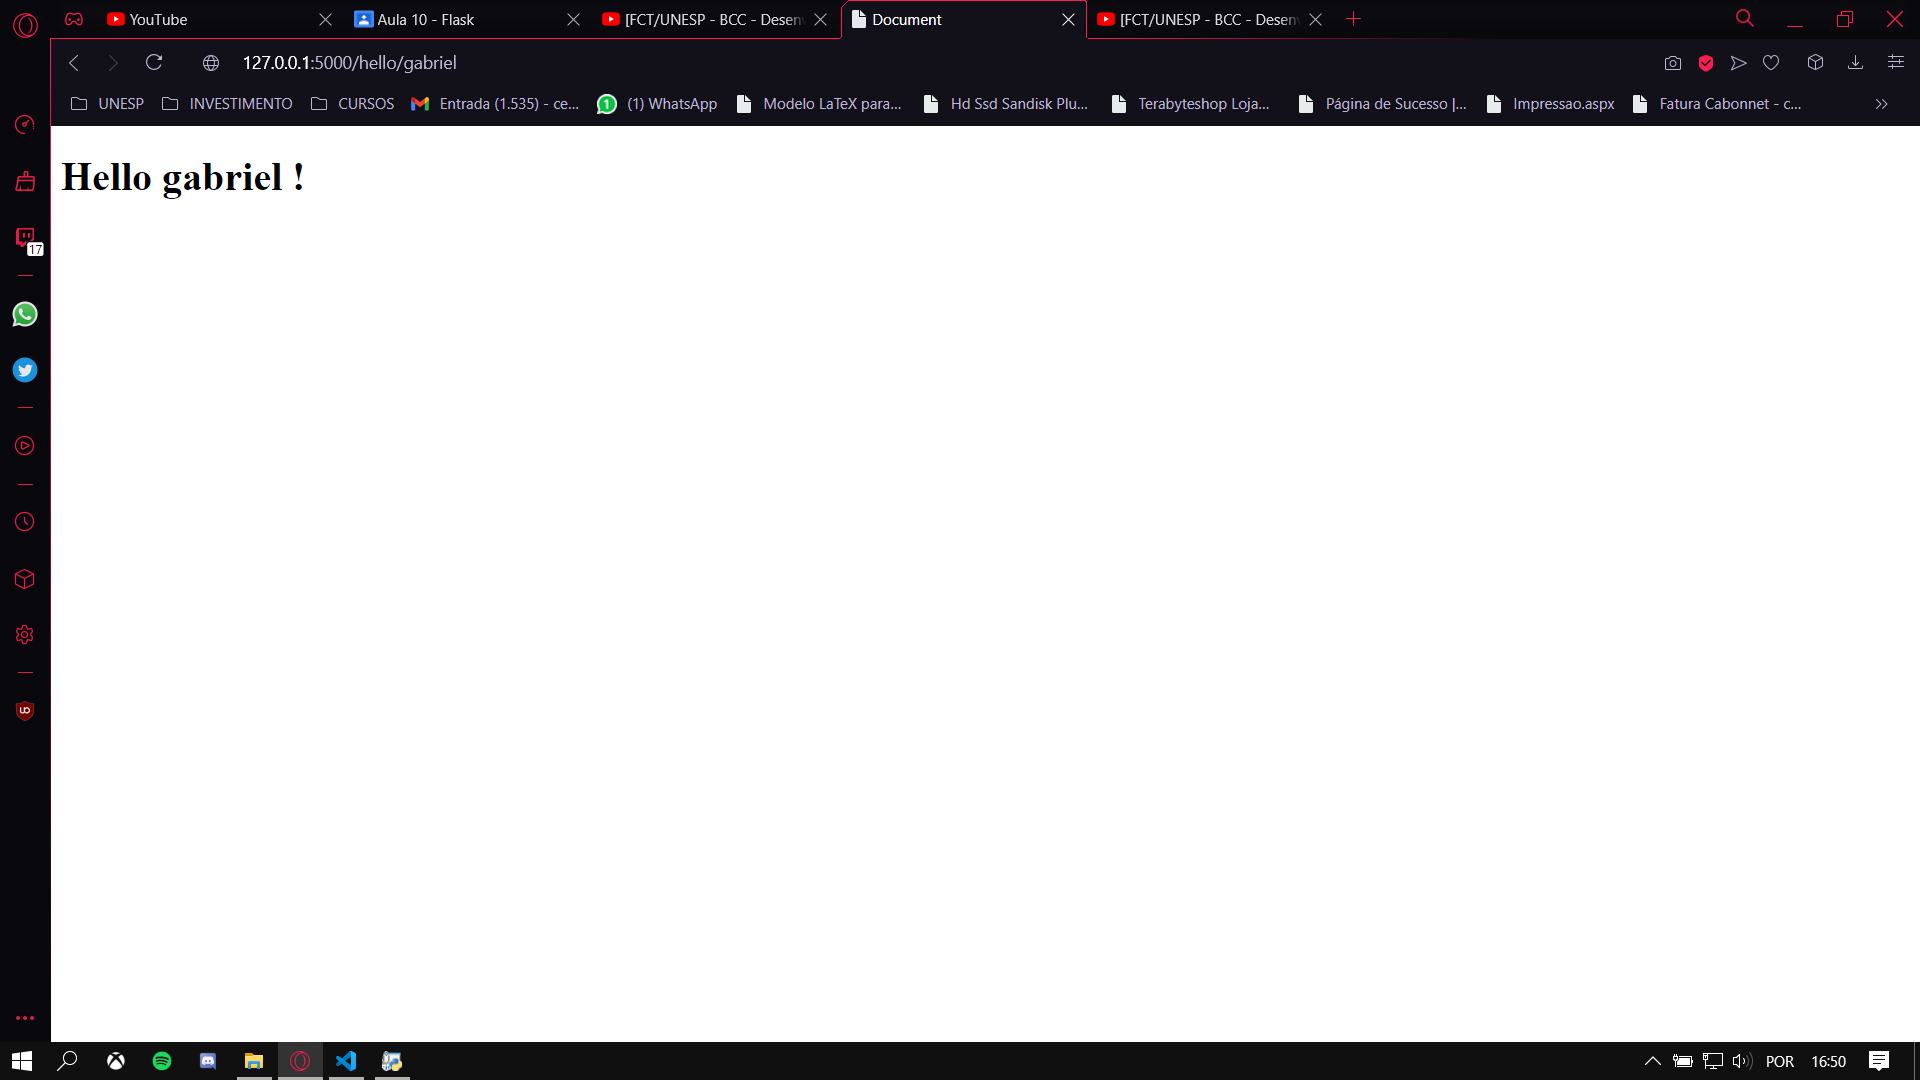 YouTube
Aula 10 - Flask
[FCT/UNESP - BCC - Desen
Document
[FCT/UNESP - BCC - Desen
127.0.0.1:5000/hello/gabriel
UNESP
INVESTIMENTO
CURSOS
Entrada (1.535) - ce...
1
(1) WhatsApp
Modelo LaTeX para...
Hd Ssd Sandisk Plu...
Terabyteshop Loja...
Página de Sucesso |...
Impressao.aspx
Fatura Cabonnet - c...
Hello gabriel !
17
POR
16:50